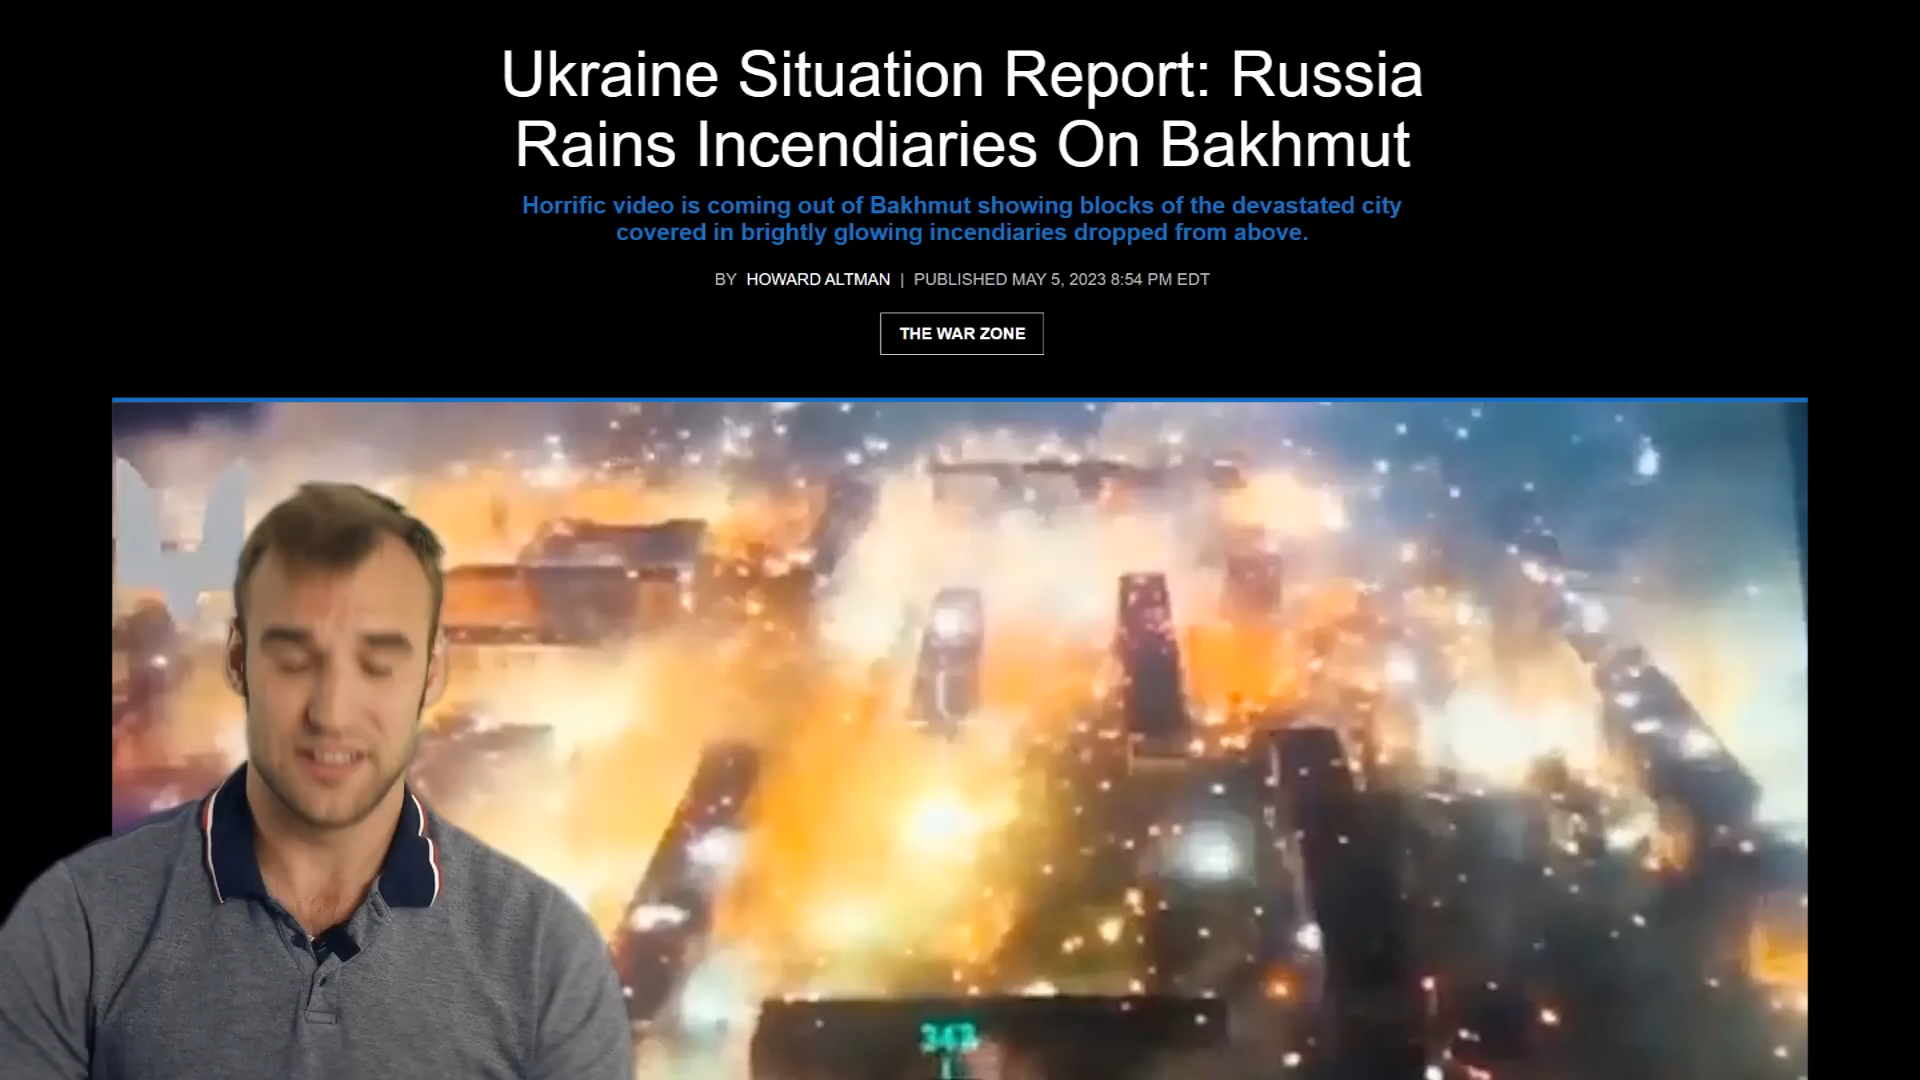 Ukraine Situation Report: Russia
Rains Incendiaries On Bakhmut
Horrific video is coming out of Bakhmut showing blocks of the devastated city
covered in brightly glowing incendiaries dropped from above.
BY HOWARD ALTMAN | PUBLISHED MAY 5, 2023 8:54 PM EDT
THE WAR ZONE
343